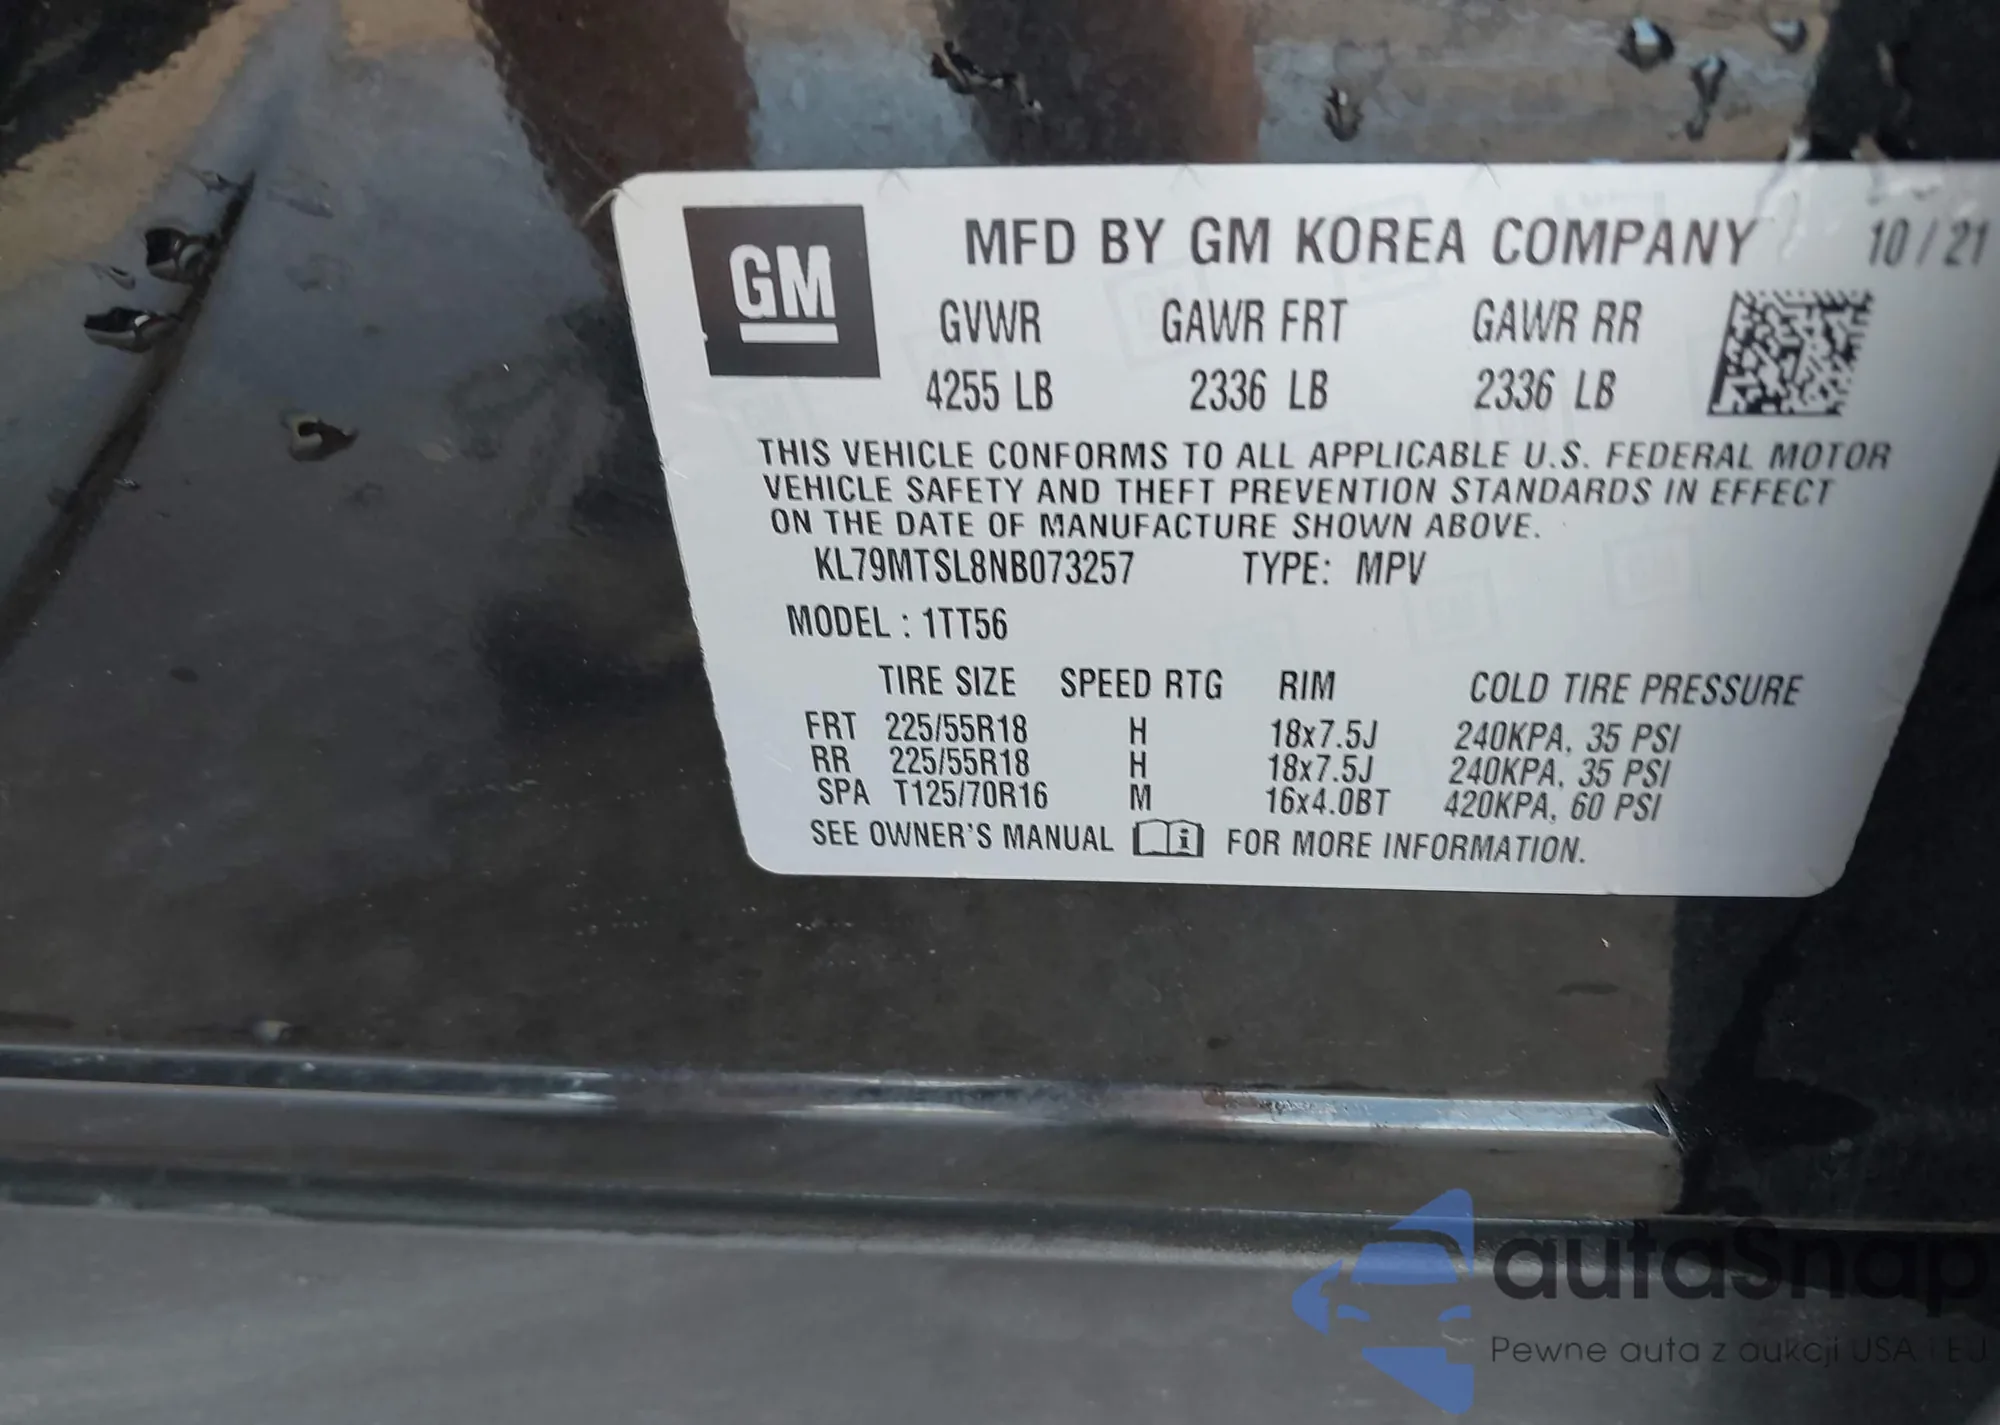 GM
MFD BY GM KOREA COMPANY 10/21
GVWR GAWR FRT GAWR RR
4255 LB 2336 LB 2336 LB
THIS VEHICLE CONFORMS TO ALL APPLICABLE U.S. FEDERAL MOTOR
VEHICLE SAFETY AND THEFT PREVENTION STANDARDS IN EFFECT
ON THE DATE OF MANUFACTURE SHOWN ABOVE.
KL79MTSL8NB073257 TYPE: MPV
MODEL : 1TT56
TIRE SIZE SPEED RTG RIM COLD TIRE PRESSURE
FRT 225/55R18 H 18x7.5J 240KPA, 35 PSI
RR 225/55R18 H 18x7.5J 240KPA, 35 PSI
SPA T125/70R16 M 16x4.0BT 420KPA, 60 PSI
SEE OWNER'S MANUAL i FOR MORE INFORMATION.
autaSnap
Pewne auta z aukcji USA i EU